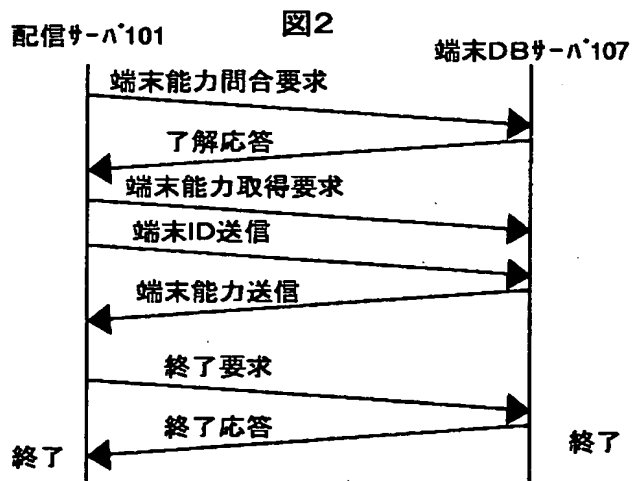 図2
配信ｻｰﾊﾞ101
端末DBｻｰﾊﾞ107
端末能力問合要求
了解応答
端末能力取得要求
端末ID送信
端末能力送信
終了要求
終了応答
終了
終了